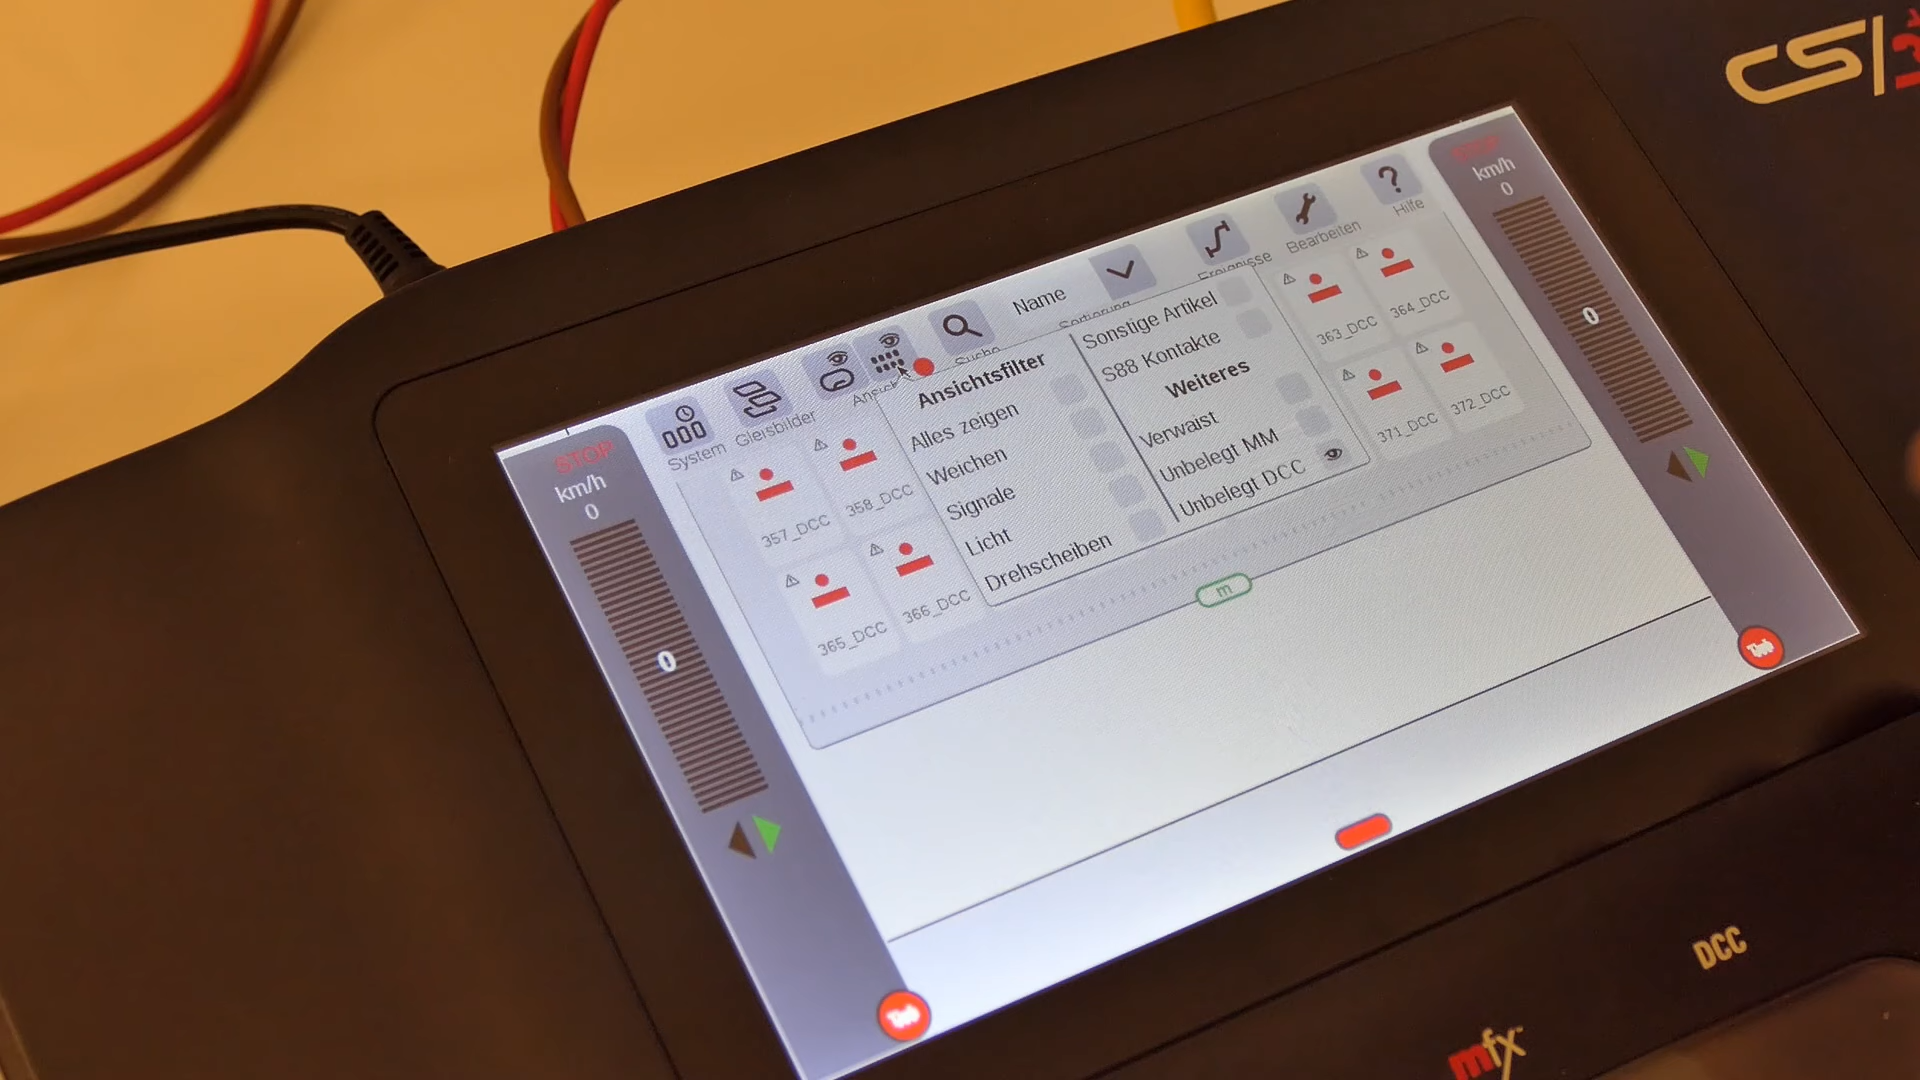 CS|3
STOP
km/h
0
0
System
Gleisbilder
Name
Bearbeiten
Hilfe
Ansichtsfilter
Alles zeigen
Weichen
Signale
Licht
Drehscheiben
Sonstige Artikel
S88 Kontakte
Weiteres
Verwaist
Unbelegt MM
Unbelegt DCC
357_DCC
358_DCC
365_DCC
366_DCC
363_DCC
364_DCC
371_DCC
372_DCC
m
STOP
km/h
0
0
DCC
mfx